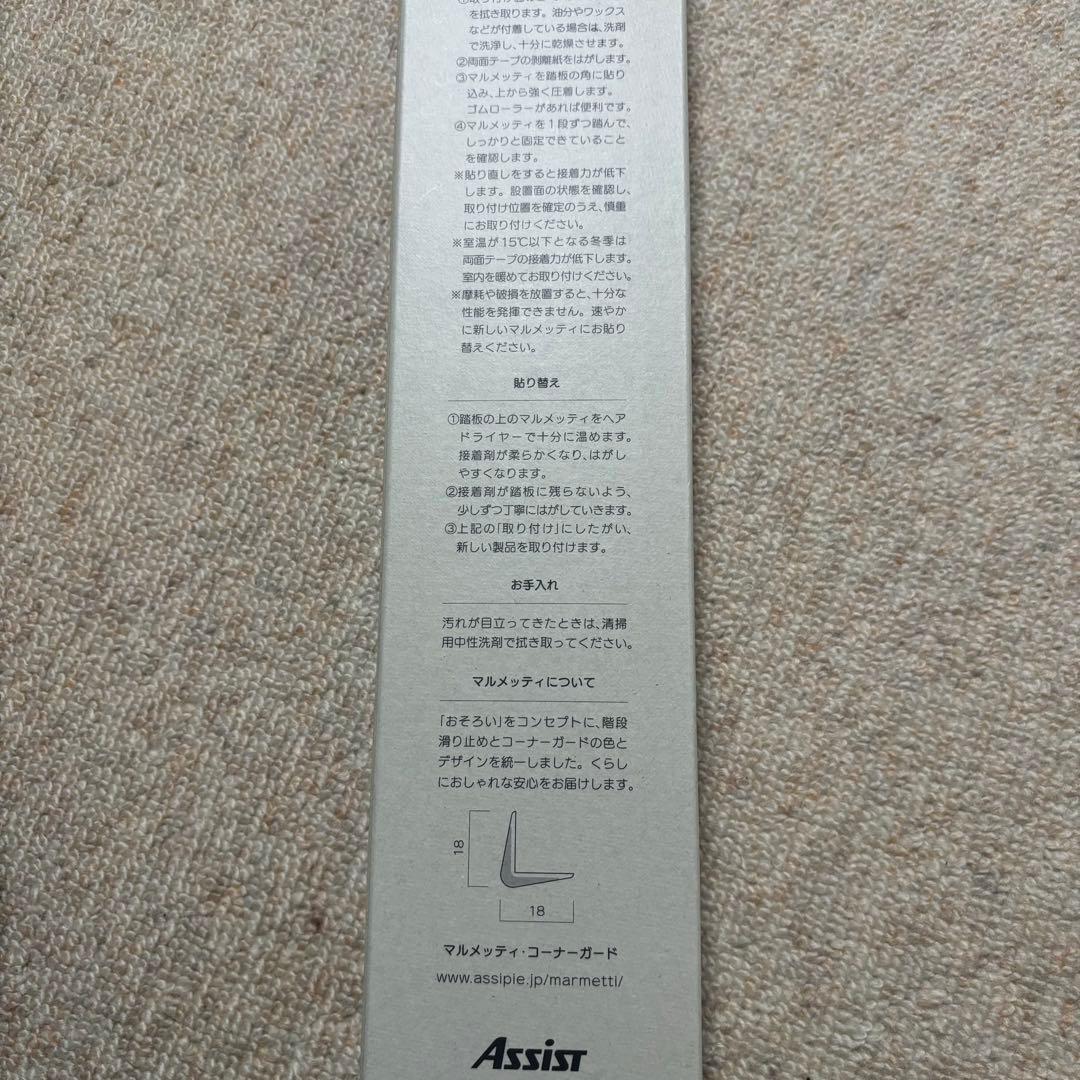 を拭き取ります。油分やワックス
などが付着している場合は、洗剤
で洗浄し、十分に乾燥させます。
②両面テープの剥離紙をはがします。
③マルメッティを踏板の角に貼り
込み、上から強く圧着します。
ゴムローラーがあれば便利です。
④マルメッティを1段ずつ踏んで、
しっかりと固定できていること
を確認します。
※貼り直しをすると接着力が低下
します。設置面の状態を確認し、
取り付け位置を確定のうえ、慎重
にお取り付けください。
※室温が15℃以下となる冬季は
両面テープの接着力が低下します。
室内を暖めてお取り付けください。
※摩耗や破損を放置すると、十分な
性能を発揮できません。速やか
に新しいマルメッティにお貼り
替えください。
貼り替え
①踏板の上のマルメッティをヘア
ドライヤーで十分に温めます。
接着剤が柔らかくなり、はがし
やすくなります。
②接着剤が踏板に残らないよう、
少しずつ丁寧にはがしていきます。
③上記の「取り付け」にしたがい、
新しい製品を取り付けます。
お手入れ
汚れが目立ってきたときは、清掃
用中性洗剤で拭き取ってください。
マルメッティについて
「おそろい」をコンセプトに、階段
滑り止めとコーナーガードの色と
デザインを統一しました。くらし
におしゃれな安心をお届けします。
18
18
マルメッティ・コーナーガード
www.assipie.jp/marmetti/
Assist